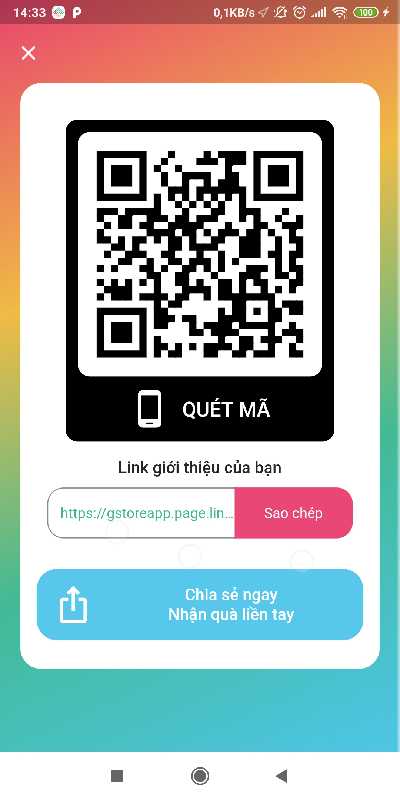 14:33 P 0,1KB/s 100
QUÉT MÃ
Link giới thiệu của bạn
https://gstoreapp.page.lin... Sao chép
Chia sẻ ngay
Nhận quà liền tay